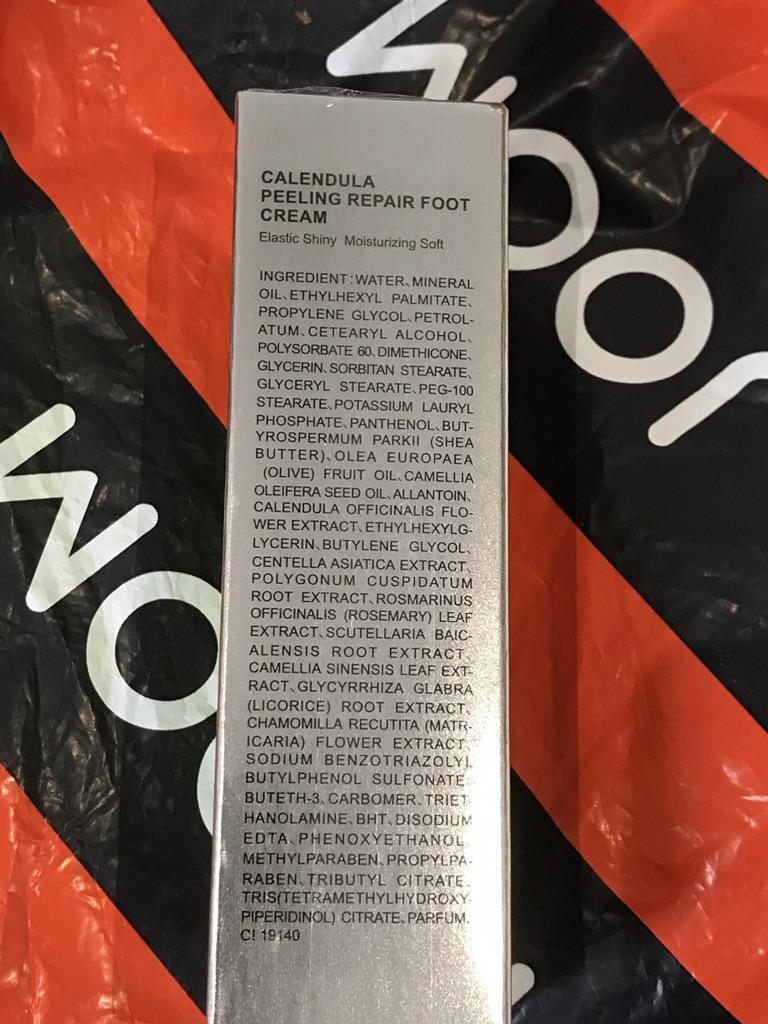 CALENDULA
PEELING REPAIR FOOT
CREAM
Elastic Shiny Moisturizing Soft
INGREDIENT:WATER、MINERAL
OIL、ETHYLHEXYL PALMITATE、
PROPYLENE GLYCOL、PETROL-
ATUM、CETEARYL ALCOHOL、
POLYSORBATE 60、DIMETHICONE、
GLYCERIN、SORBITAN STEARATE、
GLYCERYL STEARATE、PEG-100
STEARATE、POTASSIUM LAURYL
PHOSPHATE、PANTHENOL、BUT-
YROSPERMUM PARKII (SHEA
BUTTER)、OLEA EUROPAEA
(OLIVE) FRUIT OIL、CAMELLIA
OLEIFERA SEED OIL、ALLANTOIN、
CALENDULA OFFICINALIS FLO-
WER EXTRACT、ETHYLHEXYLG-
LYCERIN、BUTYLENE GLYCOL、
CENTELLA ASIATICA EXTRACT、
POLYGONUM CUSPIDATUM
ROOT EXTRACT、ROSMARINUS
OFFICINALIS (ROSEMARY) LEAF
EXTRACT、SCUTELLARIA BAIC-
ALENSIS ROOT EXTRACT、
CAMELLIA SINENSIS LEAF EXT-
RACT、GLYCYRRHIZA GLABRA
(LICORICE) ROOT EXTRACT、
CHAMOMILLA RECUTITA (MATR-
ICARIA) FLOWER EXTRACT、
SODIUM BENZOTRIAZOLYL
BUTYLPHENOL SULFONATE、
BUTETH-3、CARBOMER、TRIET-
HANOLAMINE、BHT、DISODIUM
EDTA、PHENOXYETHANOL、
METHYLPARABEN、PROPYLPA-
RABEN、TRIBUTYL CITRATE、
TRIS(TETRAMETHYLHYDROXY-
PIPERIDINOL) CITRATE、PARFUM、
CI 19140
woo
woo